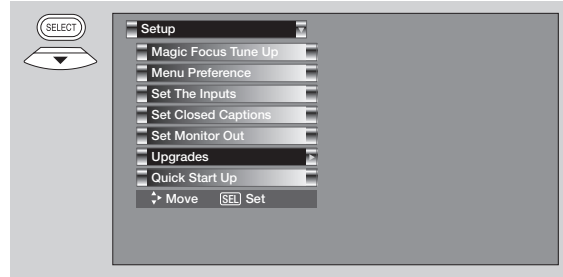 SELECT
Setup
Magic Focus Tune Up
Menu Preference
Set The Inputs
Set Closed Captions
Set Monitor Out
Upgrades
Quick Start Up
Move SEL Set